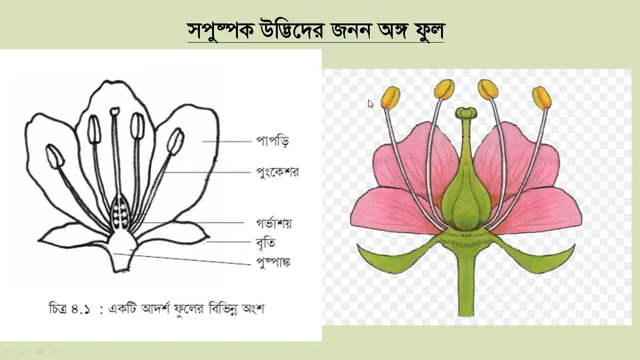 সপুষ্পক উদ্ভিদের জনন অঙ্গ ফুল
পাপড়ি
পুংকেশর
গর্ভাশয়
বৃতি
পুষ্পাক্ষ
চিত্র ৪.১ : একটি আদর্শ ফুলের বিভিন্ন অংশ